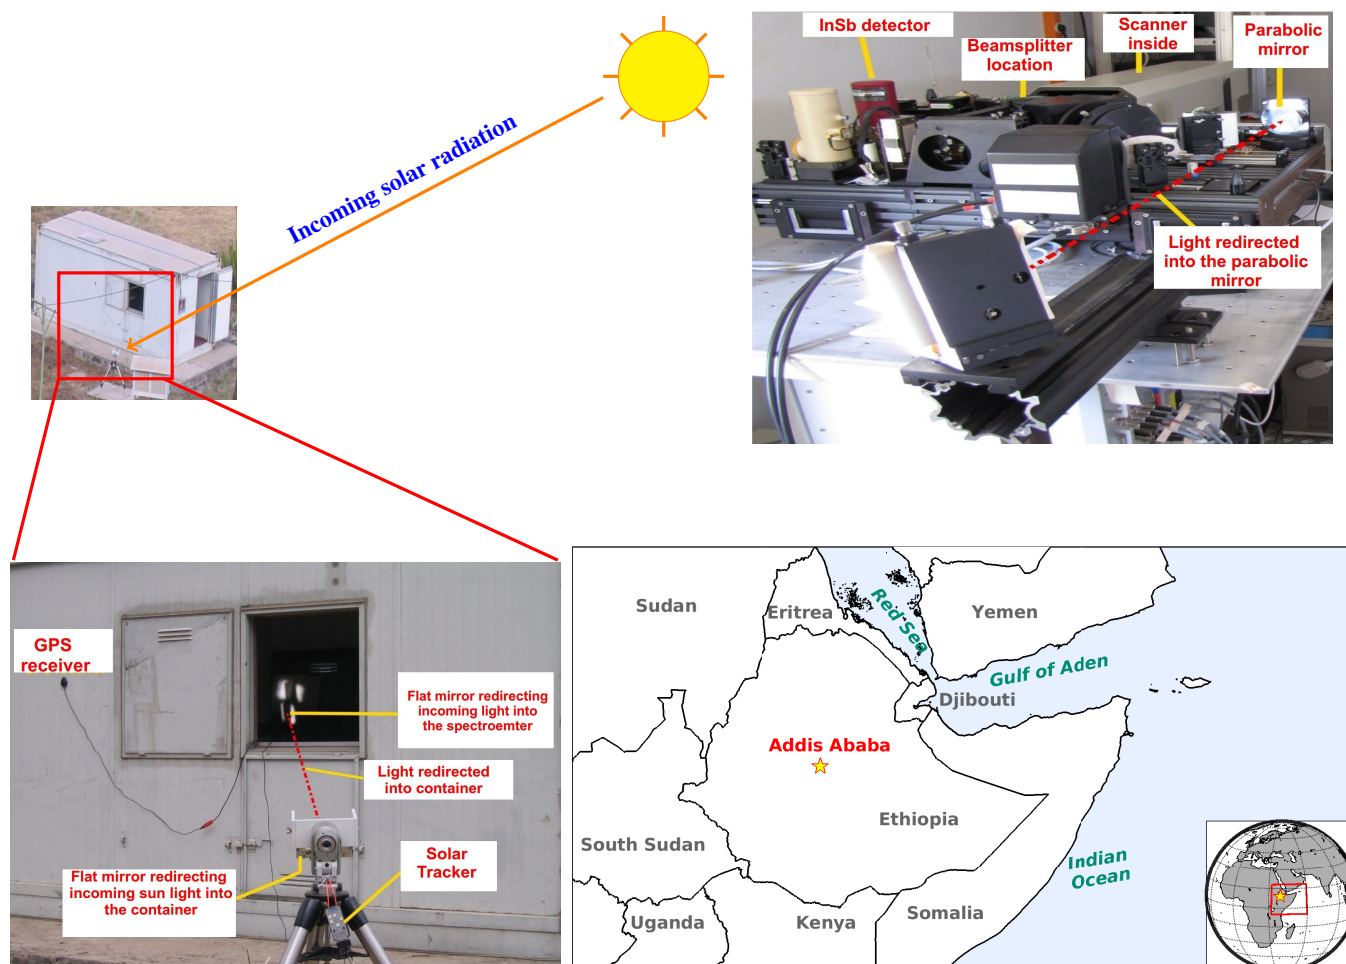 InSb detector
Beamsplitter
location
Scanner
inside
Parabolic
mirror
Incoming solar radiation
Light redirected
into the parabolic
mirror
GPS
receiver
Flat mirror redirecting
incoming light into
the spectroemter
Light redirected
into container
Solar
Tracker
Flat mirror redirecting
incoming sun light into
the container
Sudan
Eritrea
Red Sea
Yemen
Gulf of Aden
Djibouti
Addis Ababa
Ethiopia
South Sudan
Indian
Ocean
Uganda
Kenya
Somalia